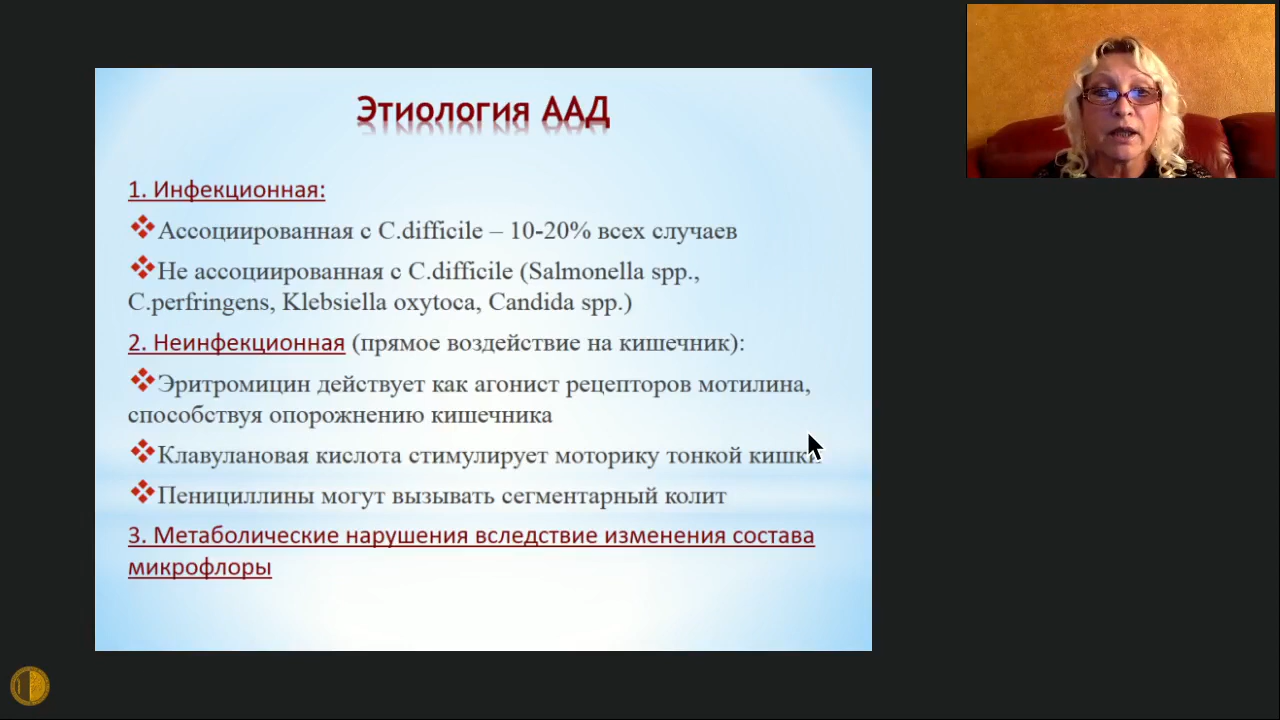 Этиология ААД
1. Инфекционная:
Ассоциированная с C.difficile – 10-20% всех случаев
Не ассоциированная с C.difficile (Salmonella spp.,
C.perfringens, Klebsiella oxytoca, Candida spp.)
2. Неинфекционная (прямое воздействие на кишечник):
Эритромицин действует как агонист рецепторов мотилина,
способствуя опорожнению кишечника
Клавулановая кислота стимулирует моторику тонкой кишки
Пенициллины могут вызывать сегментарный колит
3. Метаболические нарушения вследствие изменения состава
микрофлоры